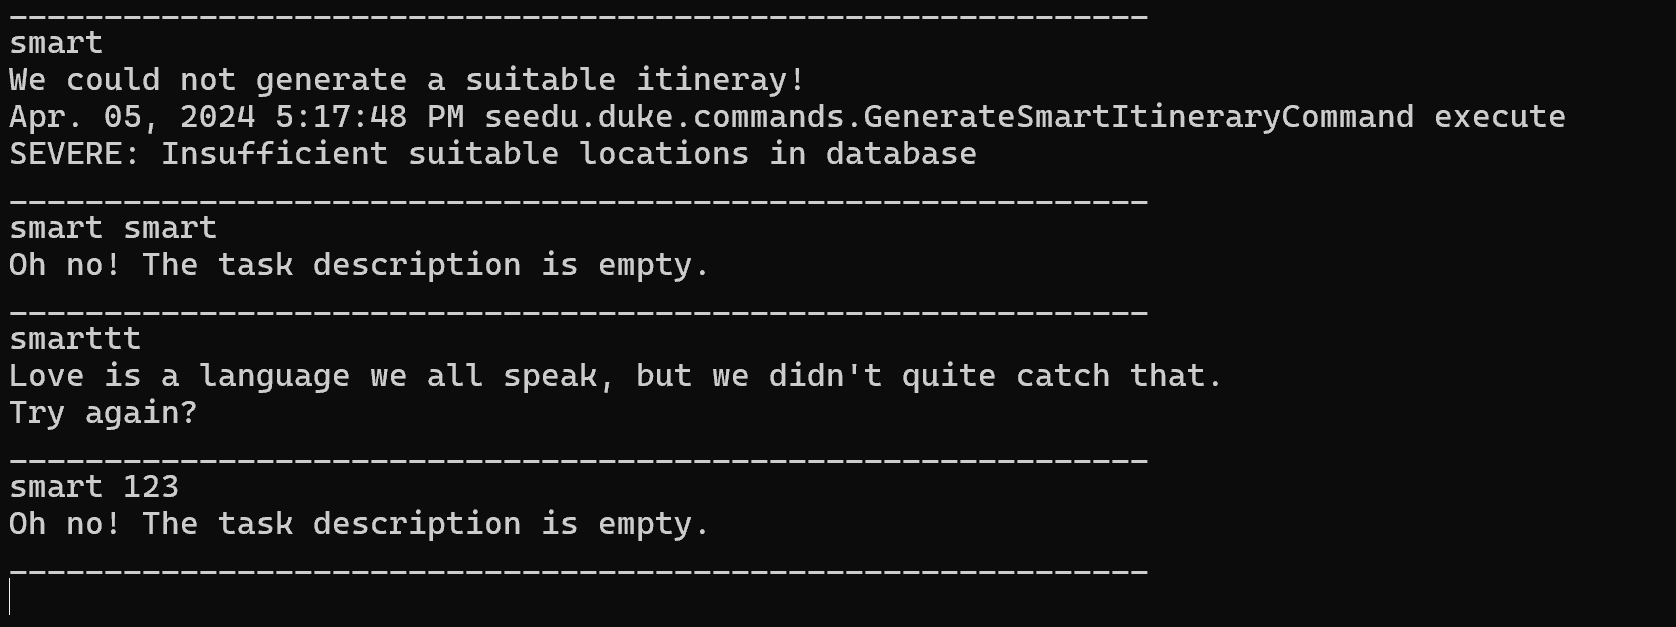 ____________________________________________________________
smart
We could not generate a suitable itineray!
Apr. 05, 2024 5:17:48 PM seedu.duke.commands.GenerateSmartItineraryCommand execute
SEVERE: Insufficient suitable locations in database
____________________________________________________________
smart smart
Oh no! The task description is empty.
____________________________________________________________
smarttt
Love is a language we all speak, but we didn't quite catch that.
Try again?
____________________________________________________________
smart 123
Oh no! The task description is empty.
____________________________________________________________